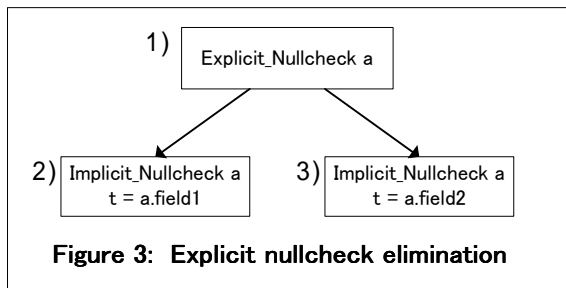 1)
Explicit_Nullcheck a
2)
Implicit_Nullcheck a
t = a.field1
3)
Implicit_Nullcheck a
t = a.field2
Figure 3: Explicit nullcheck elimination